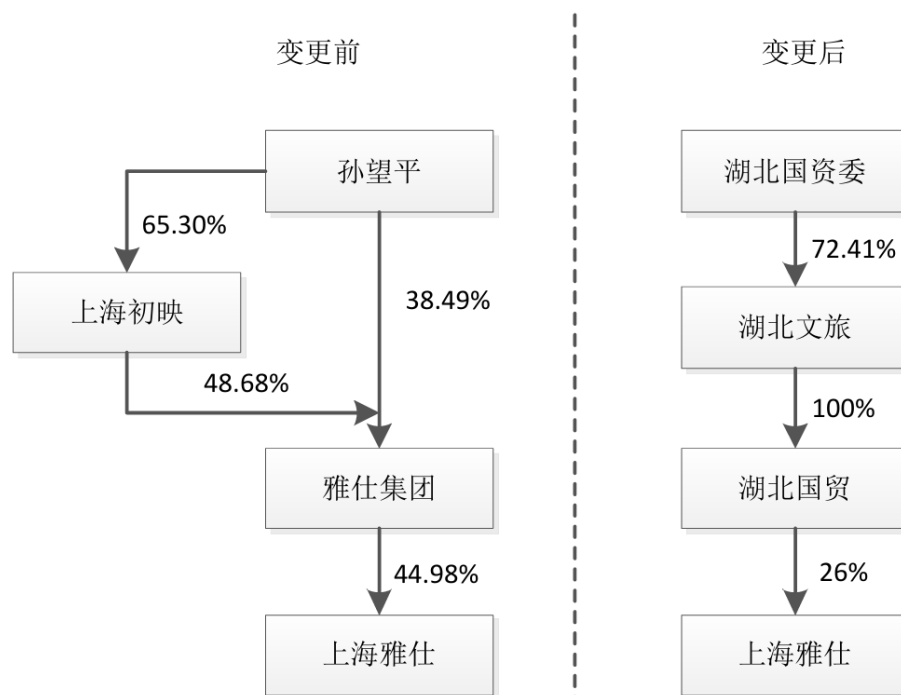 变更前
孙望平
65.30%
上海初映
38.49%
48.68%
雅仕集团
44.98%
上海雅仕
变更后
湖北国资委
72.41%
湖北文旅
100%
湖北国贸
26%
上海雅仕